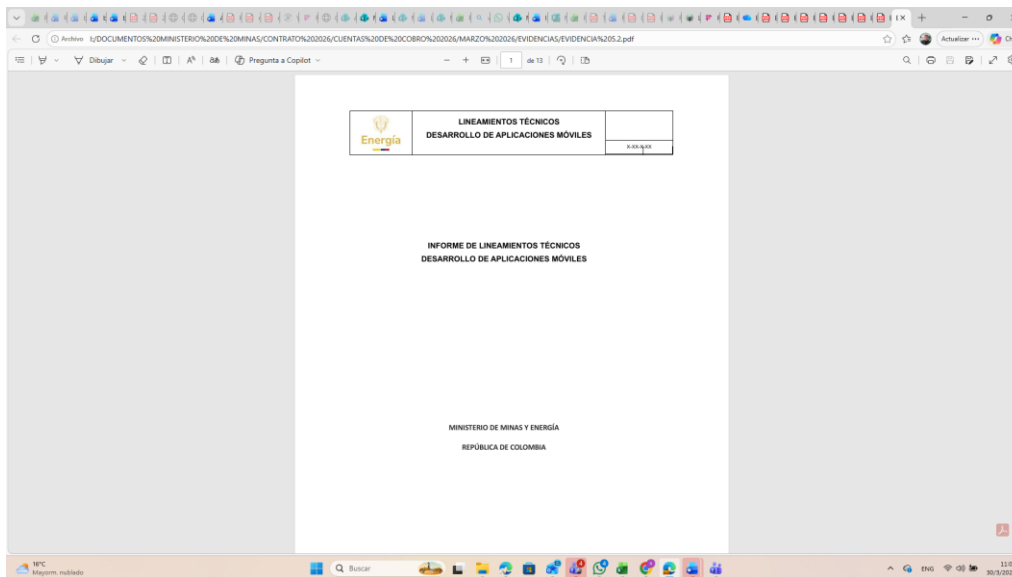 Archivo
t/DOCUMENTOS%20MINISTERIO%20DE%20MINAS/CONTRATO%202026/CUENTAS%20DE%20COBRO%202026/MARZO%202026/EVIDENCIAS/EVIDENCIA%205.2.pdf
Actualizar
Dibujar
Pregunta a Copilot
1 de 13
Energía
LINEAMIENTOS TÉCNICOS
DESARROLLO DE APLICACIONES MÓVILES
INFORME DE LINEAMIENTOS TÉCNICOS
DESARROLLO DE APLICACIONES MÓVILES
MINISTERIO DE MINAS Y ENERGÍA
REPÚBLICA DE COLOMBIA
16°C
Mayorm. nublado
Buscar
ENG